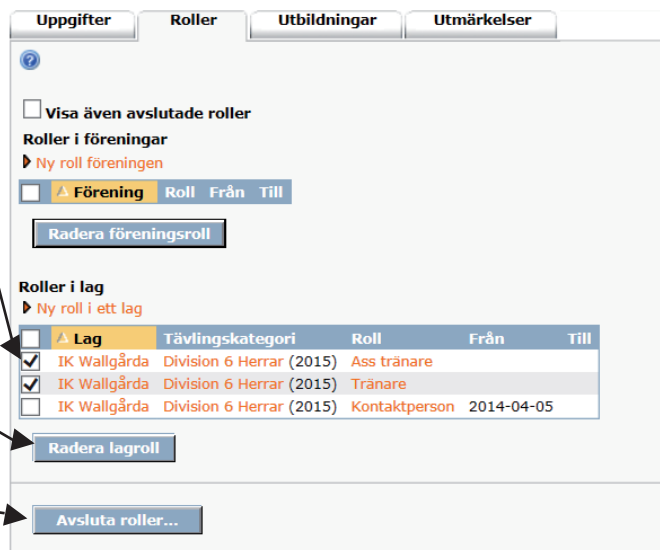 Uppgifter Roller Utbildningar Utmärkelser
?
Visa även avslutade roller
Roller i föreningar
Ny roll föreningen
Förening Roll Från Till
Radera föreningsroll
Roller i lag
Ny roll i ett lag
Lag Tävlingskategori Roll Från Till
IK Wallgårda Division 6 Herrar (2015) Ass tränare
IK Wallgårda Division 6 Herrar (2015) Tränare
IK Wallgårda Division 6 Herrar (2015) Kontaktperson 2014-04-05
Radera lagroll
Avsluta roller...